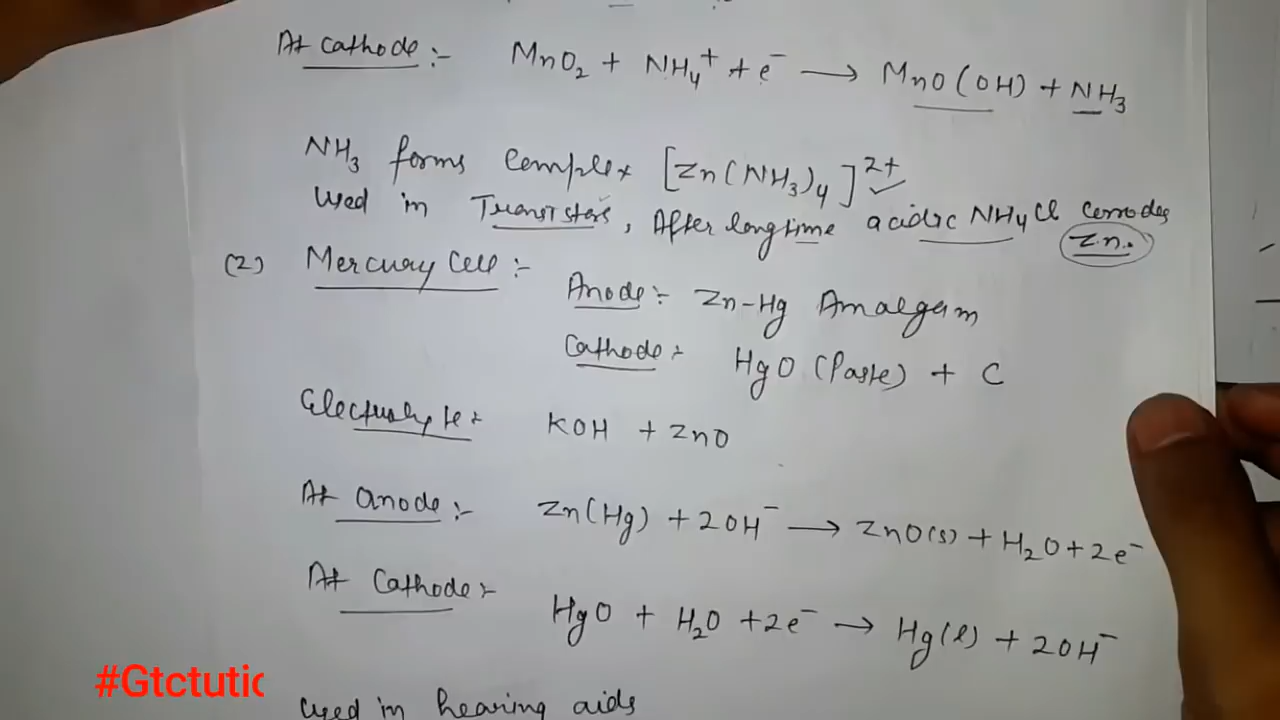 At cathode :- MnO₂ + NH₄⁺ + e⁻ → MnO(OH) + NH₃
NH₃ forms complex [Zn(NH₃)₄]²⁺ ✓
used in Transistors, After long time acidic NH₄Cl corrodes
Zn.
(2) Mercury Cell :-
Anode :- Zn-Hg Amalgam
Cathode :- HgO (Paste) + C
Electrolyte :- KOH + ZnO
At anode :- Zn(Hg) + 2OH⁻ → ZnO(s) + H₂O + 2e⁻
At Cathode :- HgO + H₂O + 2e⁻ → Hg(l) + 2OH⁻
#Gtctutic
used in hearing aids